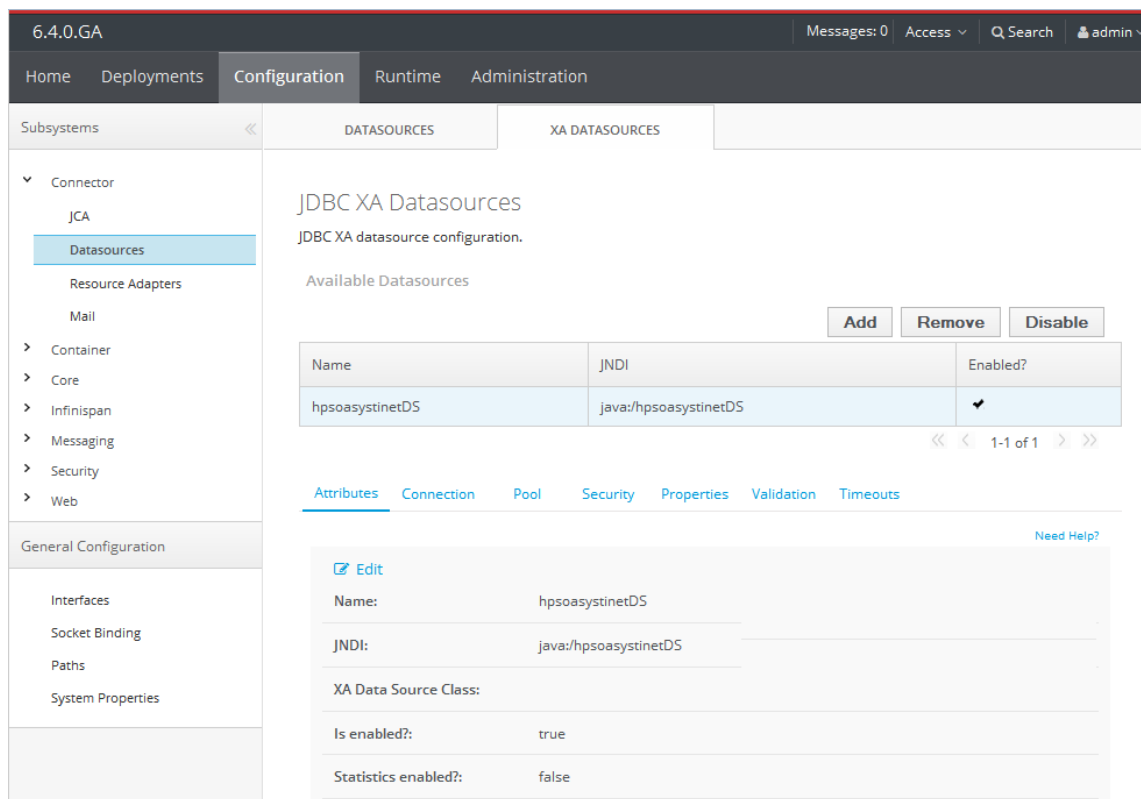 6.4.0.GA
Messages: 0 Access Search admin
Home Deployments Configuration Runtime Administration
Subsystems
DATASOURCES XA DATASOURCES
Connector
JCA
Datasources
Resource Adapters
Mail
Container
Core
Infinispan
Messaging
Security
Web
General Configuration
Interfaces
Socket Binding
Paths
System Properties
JDBC XA Datasources
JDBC XA datasource configuration.
Available Datasources
Add Remove Disable
Name JNDI Enabled?
hpsoasystinetDS java:/hpsoasystinetDS
1-1 of 1
Attributes Connection Pool Security Properties Validation Timeouts
Need Help?
Edit
Name: hpsoasystinetDS
JNDI: java:/hpsoasystinetDS
XA Data Source Class:
Is enabled?: true
Statistics enabled?: false